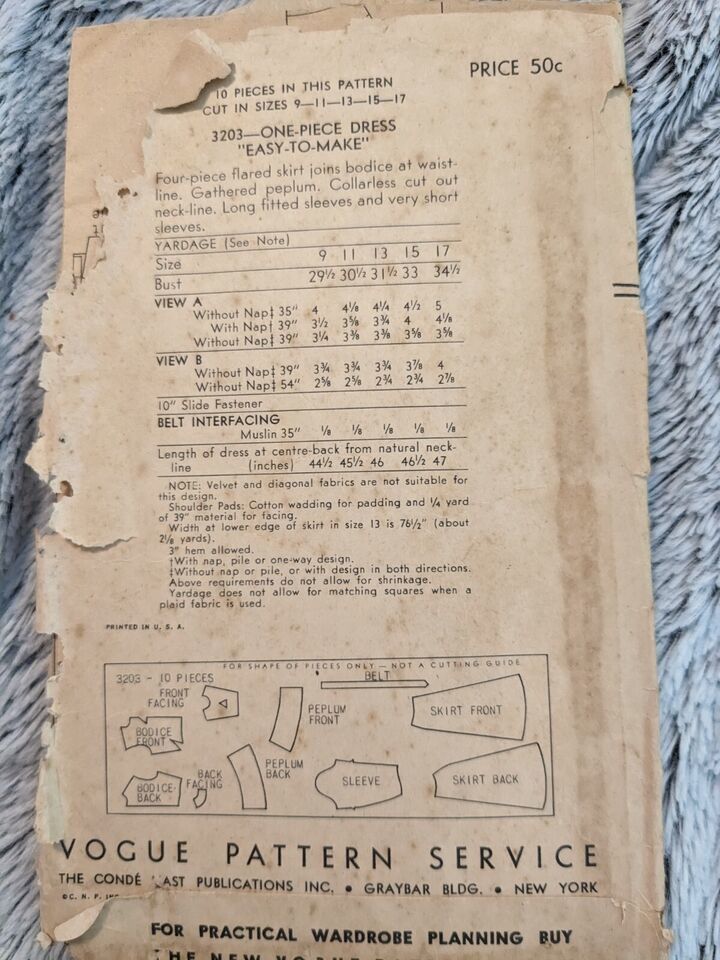 PRICE 50c
10 PIECES IN THIS PATTERN
CUT IN SIZES 9—11—13—15—17
3203—ONE-PIECE DRESS
"EASY-TO-MAKE"
Four-piece flared skirt joins bodice at waist-
line. Gathered peplum. Collarless cut out
neck-line. Long fitted sleeves and very short
sleeves.
YARDAGE (See Note)
Size 9 11 13 15 17
Bust 29½ 30½ 31½ 33 34½
VIEW A
Without Nap‡ 35" 4 4⅛ 4¼ 4½ 5
With Nap† 39" 3½ 3⅝ 3¾ 4 4⅛
Without Nap‡ 39" 3¼ 3⅜ 3⅜ 3⅝ 3⅝
VIEW B
Without Nap‡ 39" 3¾ 3¾ 3¾ 3⅞ 4
Without Nap‡ 54" 2⅝ 2⅝ 2¾ 2¾ 2⅞
10" Slide Fastener
BELT INTERFACING
Muslin 35" ⅛ ⅛ ⅛ ⅛ ⅛
Length of dress at centre-back from natural neck-
line (inches) 44½ 45½ 46 46½ 47
NOTE: Velvet and diagonal fabrics are not suitable for
this design.
Shoulder Pads: Cotton wadding for padding and ¼ yard
of 39" material for facing.
Width at lower edge of skirt in size 13 is 76½" (about
2⅛ yards).
3" hem allowed.
†With nap, pile or one-way design.
‡Without nap or pile, or with design in both directions.
Above requirements do not allow for shrinkage.
Yardage does not allow for matching squares when a
plaid fabric is used.
PRINTED IN U. S. A.
FOR SHAPE OF PIECES ONLY — NOT A CUTTING GUIDE
3203 - 10 PIECES
BELT
FRONT
FACING
PEPLUM
FRONT
SKIRT FRONT
BODICE
FRONT
PEPLUM
BACK
BACK
FACING
SLEEVE
SKIRT BACK
BODICE
BACK
VOGUE PATTERN SERVICE
THE CONDÉ AST PUBLICATIONS INC. • GRAYBAR BLDG. • NEW YORK
©C. N. P. IN
FOR PRACTICAL WARDROBE PLANNING BUY
THE NEW